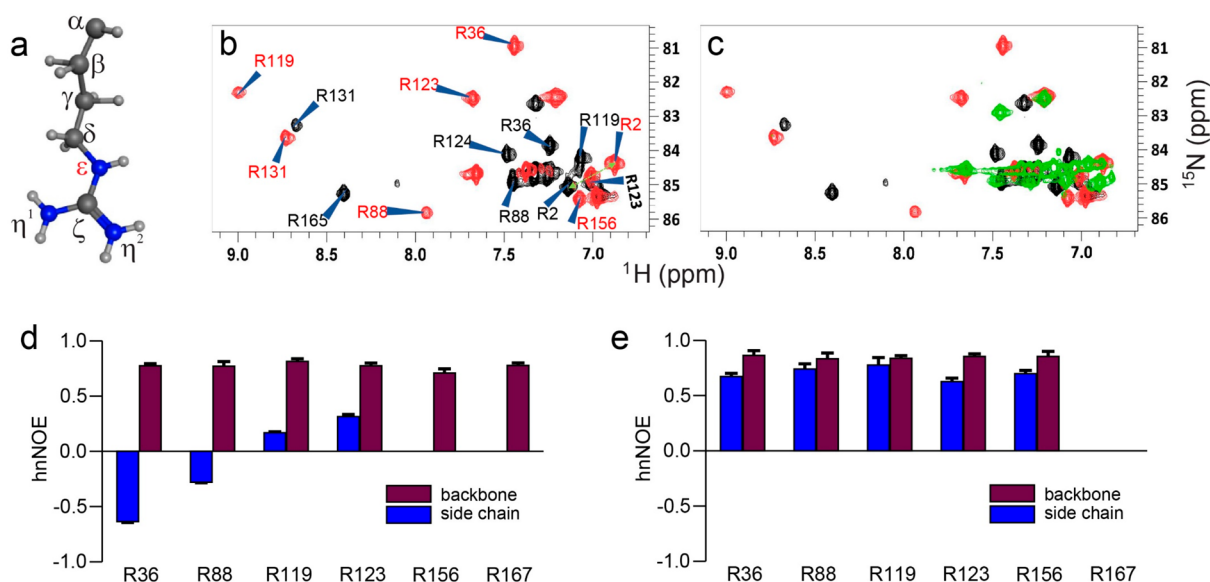 a
α
β
γ
δ
ε
η1
ζ
η2
b
R36
R119
R123
R131
R36
R119
R2
R124
R131
R165
R88
R88
R2
R123
R156
81
82
83
84
85
86
9.0 8.5 8.0 7.5 7.0
1H (ppm)
c
81
82
83
84
85
86
15N (ppm)
9.0 8.5 8.0 7.5 7.0
d
1.0
0.5
0.0
-0.5
-1.0
hnNOE
backbone
side chain
R36 R88 R119 R123 R156 R167
e
1.0
0.5
0.0
-0.5
-1.0
hnNOE
backbone
side chain
R36 R88 R119 R123 R156 R167